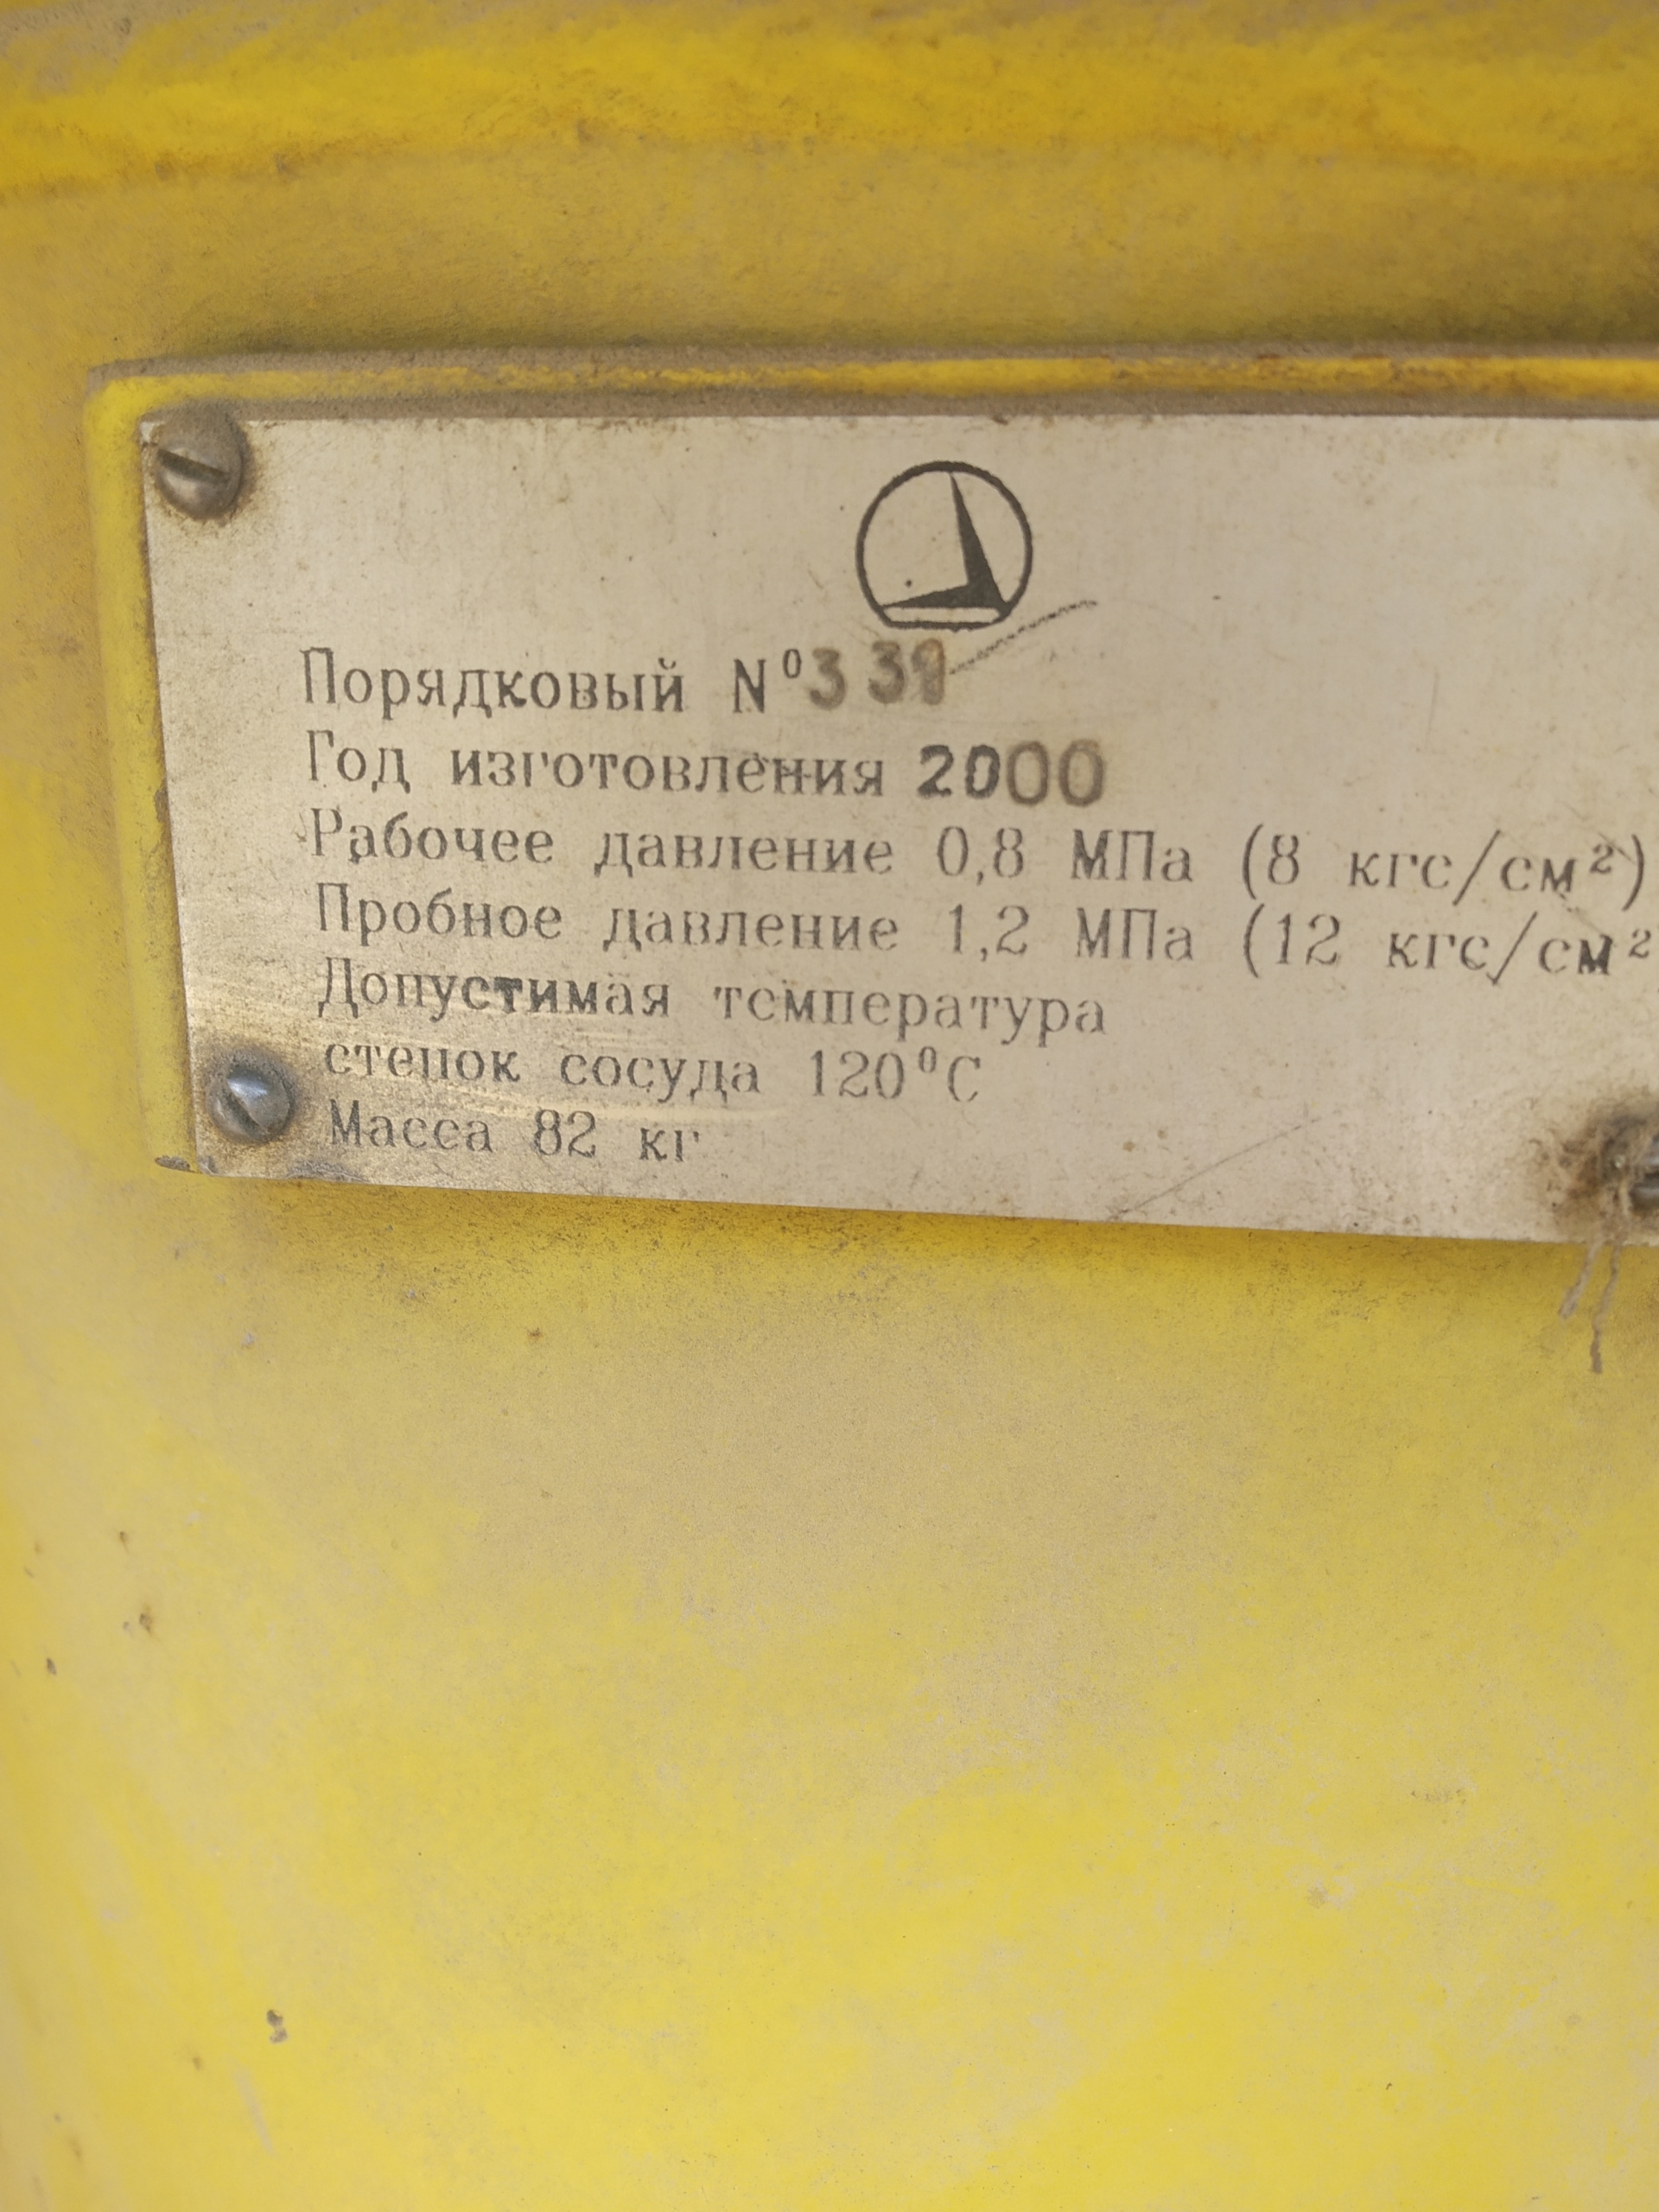 Порядковый № 339
Год изготовления 2000
Рабочее давление 0,8 МПа (8 кгс/см²)
Пробное давление 1,2 МПа (12 кгс/см²
Допустимая температура
стенок сосуда 120°С
Масса 82 кг